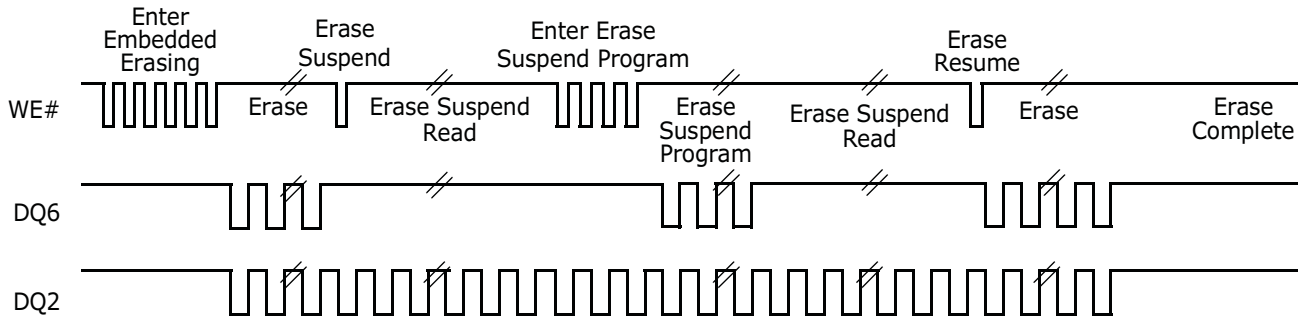 Enter
Embedded
Erasing
Erase
Suspend
Enter Erase
Suspend Program
Erase
Resume
WE#
Erase
Erase Suspend
Read
Erase
Suspend
Program
Erase Suspend
Read
Erase
Erase
Complete
DQ6
DQ2